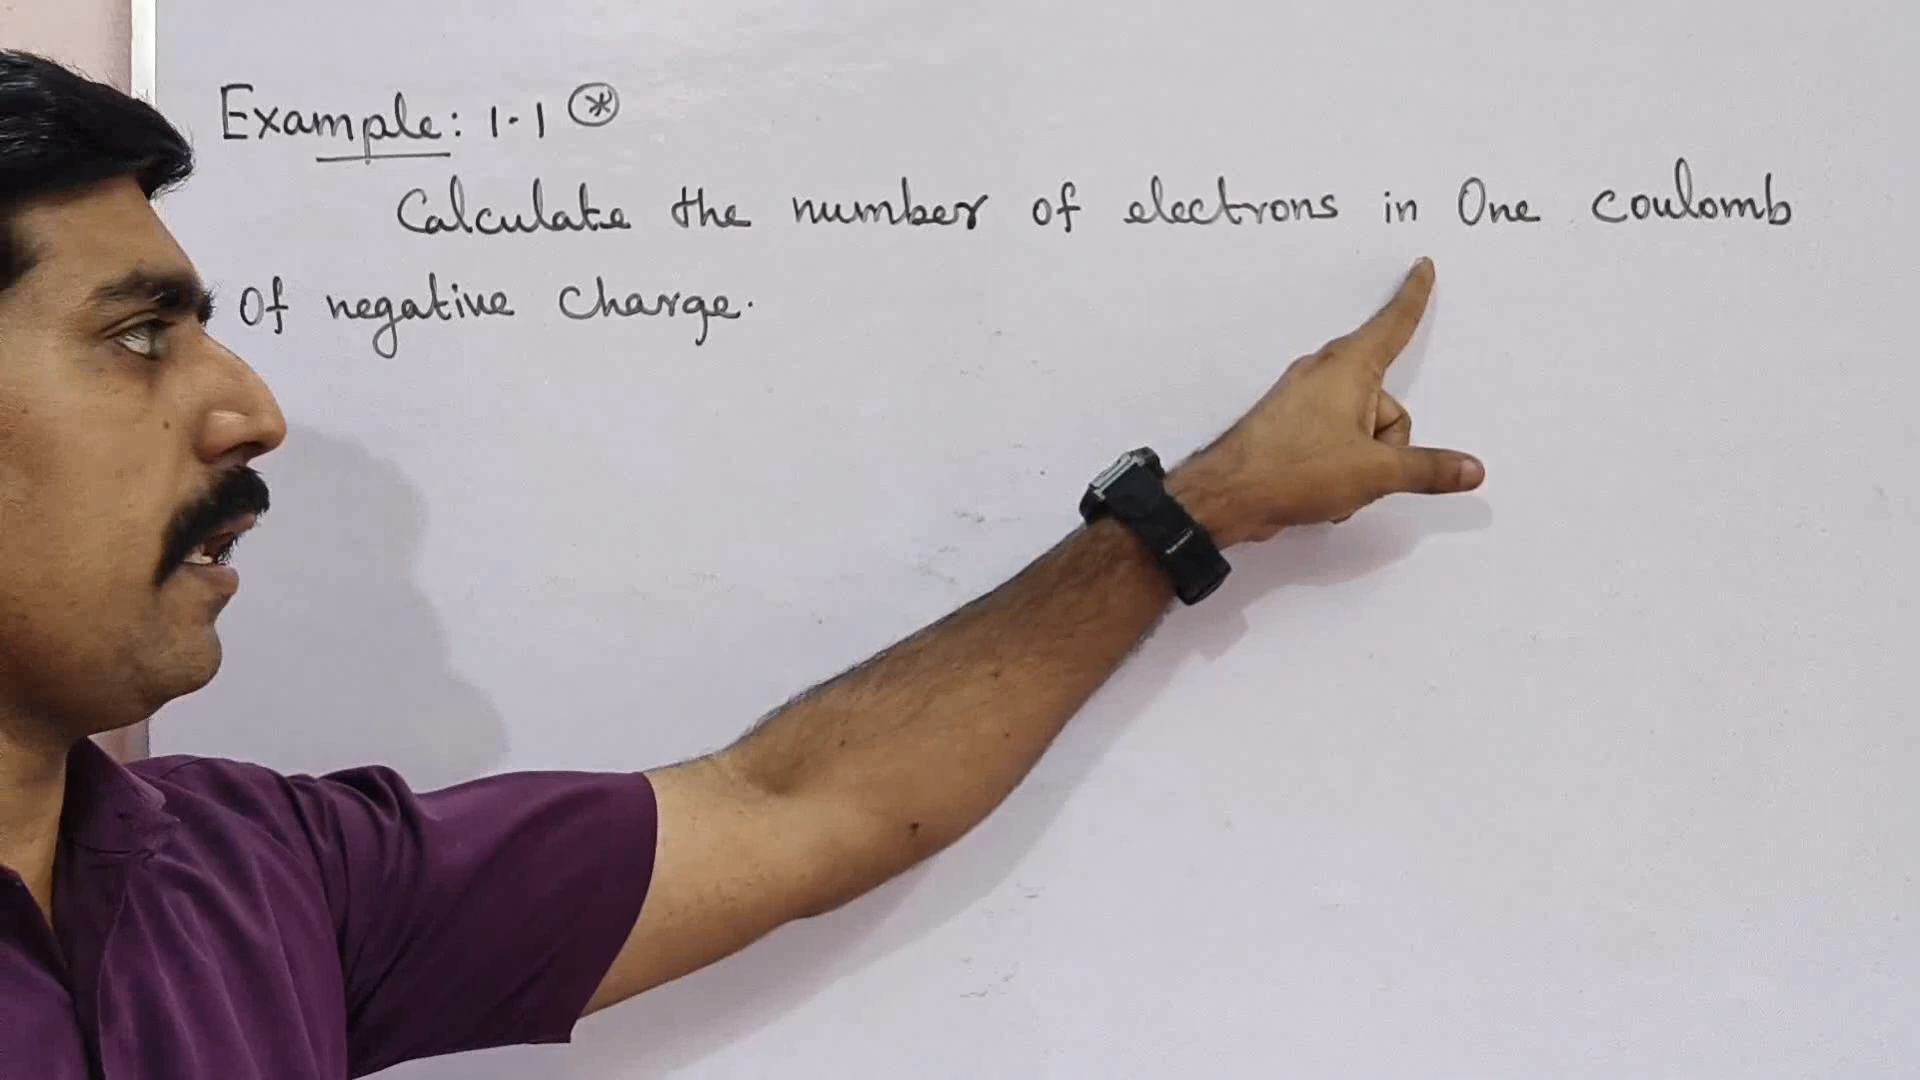 Example: 1.1 *
Calculate the number of electrons in One coulomb
Of negative charge.